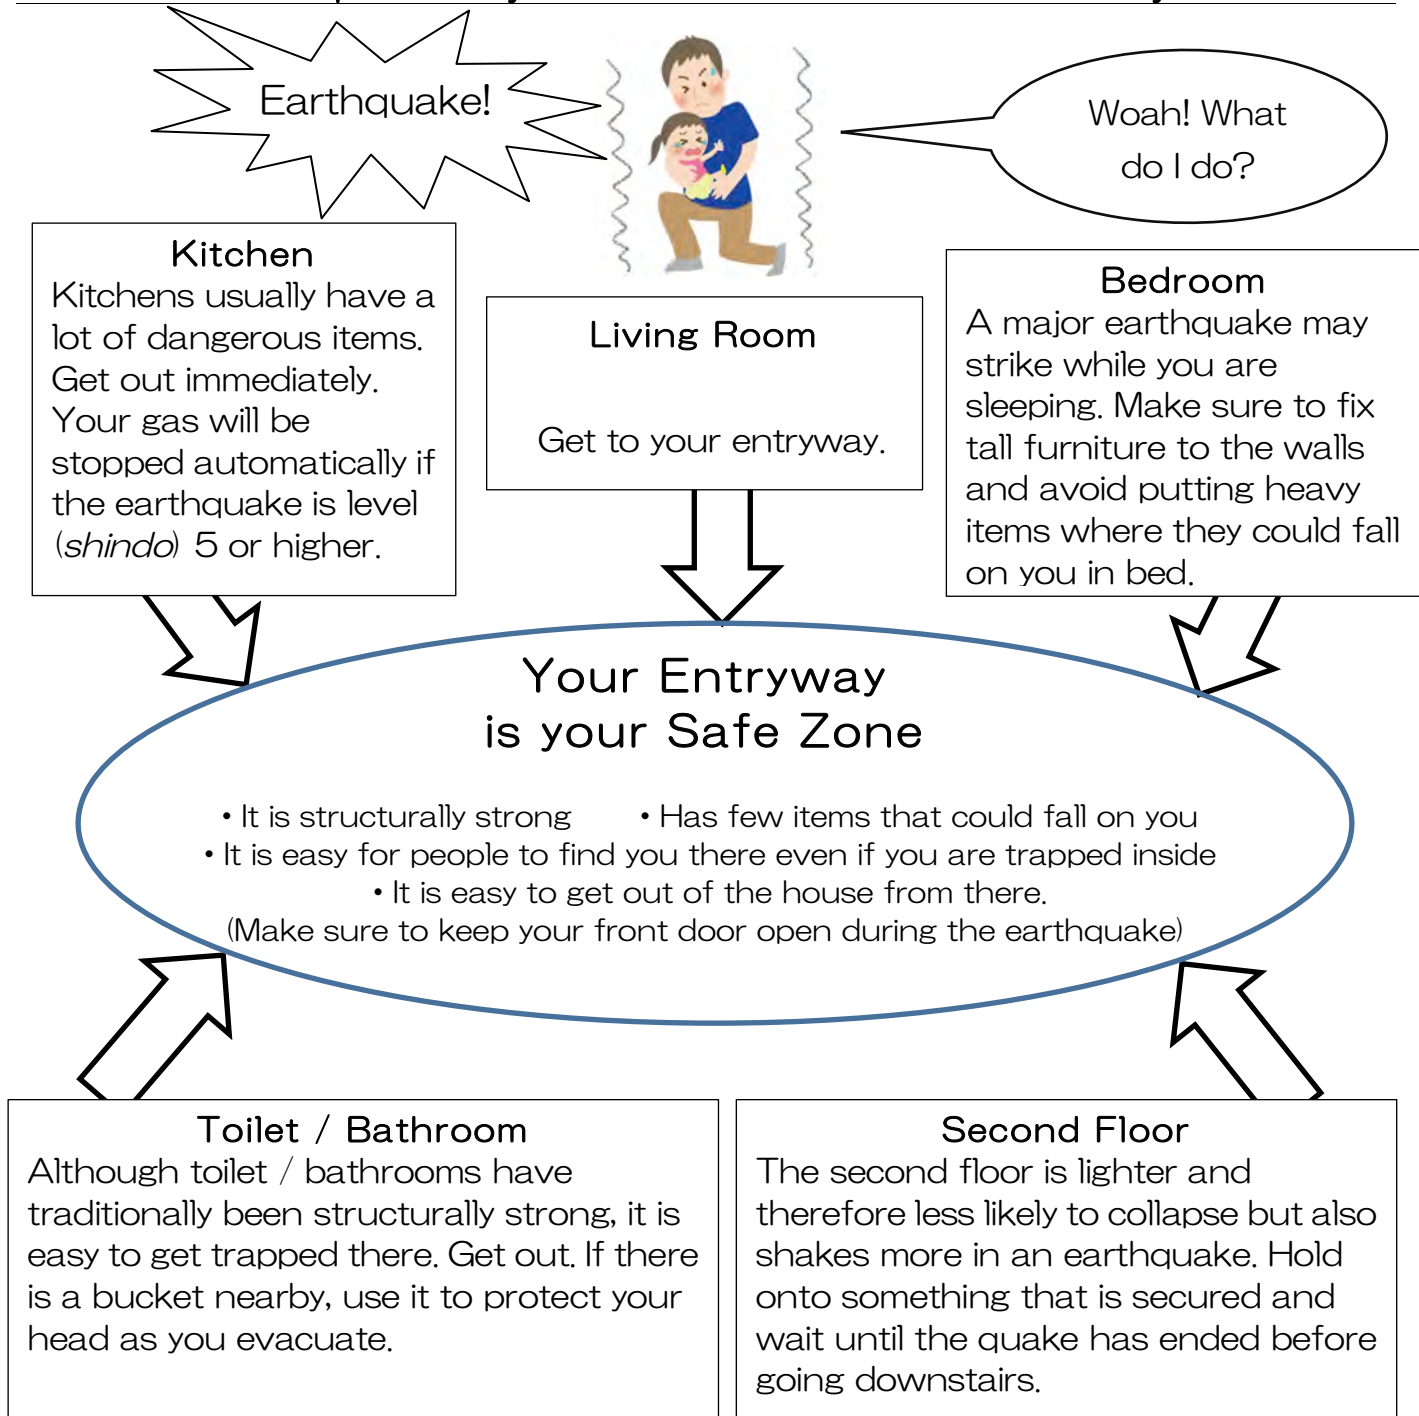 Earthquake!
Woah! What
do I do?
Kitchen
Kitchens usually have a
lot of dangerous items.
Get out immediately.
Your gas will be
stopped automatically if
the earthquake is level
(shindo) 5 or higher.
Living Room
Get to your entryway.
Bedroom
A major earthquake may
strike while you are
sleeping. Make sure to fix
tall furniture to the walls
and avoid putting heavy
items where they could fall
on you in bed.
Your Entryway
is your Safe Zone
• It is structurally strong • Has few items that could fall on you
• It is easy for people to find you there even if you are trapped inside
• It is easy to get out of the house from there.
(Make sure to keep your front door open during the earthquake)
Toilet / Bathroom
Although toilet / bathrooms have
traditionally been structurally strong, it is
easy to get trapped there. Get out. If there
is a bucket nearby, use it to protect your
head as you evacuate.
Second Floor
The second floor is lighter and
therefore less likely to collapse but also
shakes more in an earthquake. Hold
onto something that is secured and
wait until the quake has ended before
going downstairs.